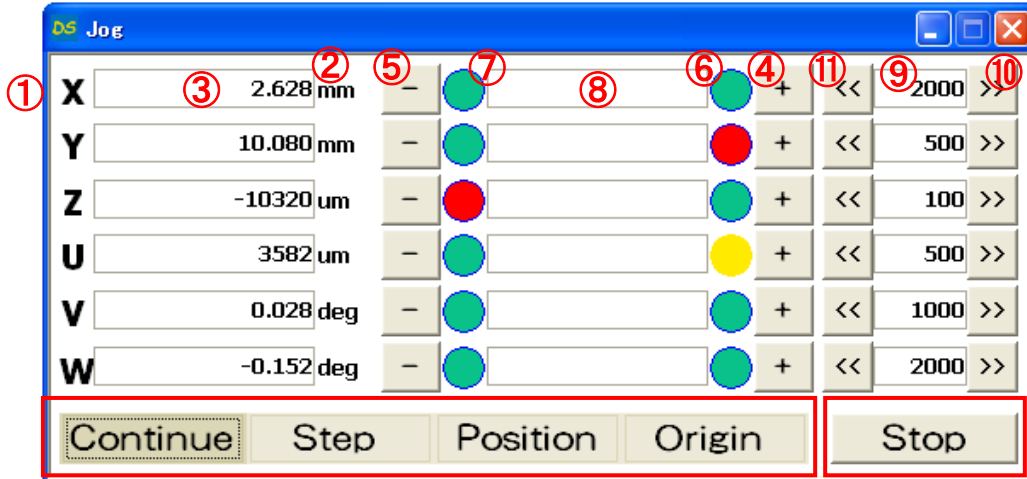 DS Jog
① X ③ 2.628 ② mm ⑤ − ⑦ ⑧ ⑥ ④ + ⑪ << ⑨ 2000 ⑩ >>
Y 10.080 mm − + << 500 >>
Z -10320 um − + << 100 >>
U 3582 um − + << 500 >>
V 0.028 deg − + << 1000 >>
W -0.152 deg − + << 2000 >>
Continue Step Position Origin Stop